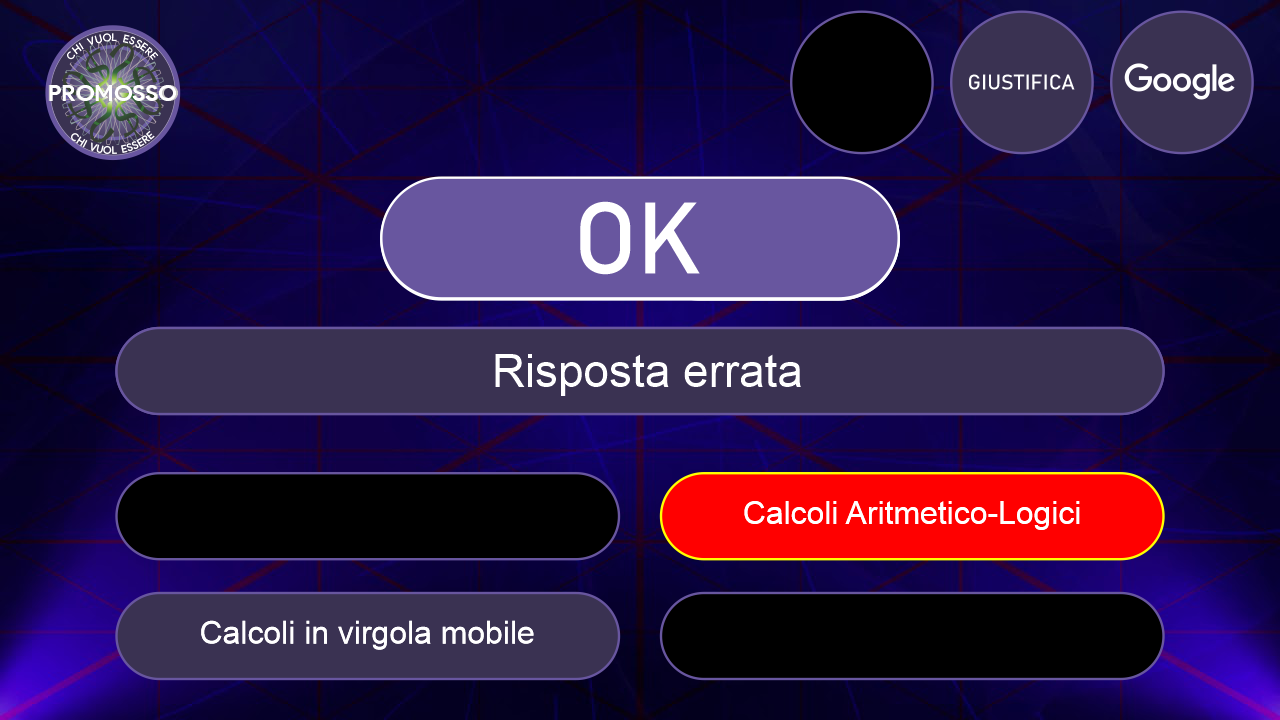 CHI VUOL ESSERE
PROMOSSO
CHI VUOL ESSERE
GIUSTIFICA
Google
OK
Risposta errata
Calcoli Aritmetico-Logici
Calcoli in virgola mobile